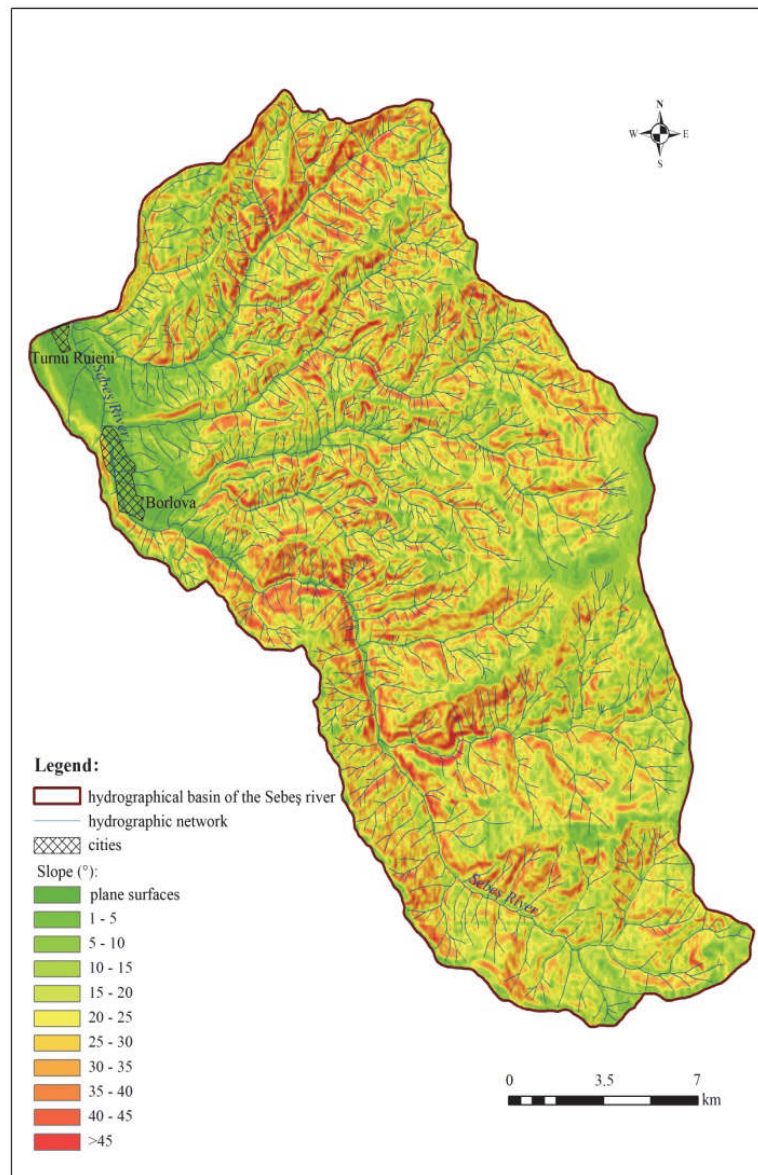 N
W E
S
Turnu Ruieni
Sebeş River
Borlova
Sebeş River
Legend:
hydrographical basin of the Sebeş river
hydrographic network
cities
Slope (°):
plane surfaces
1 - 5
5 - 10
10 - 15
15 - 20
20 - 25
25 - 30
30 - 35
35 - 40
40 - 45
>45
0 3.5 7
km